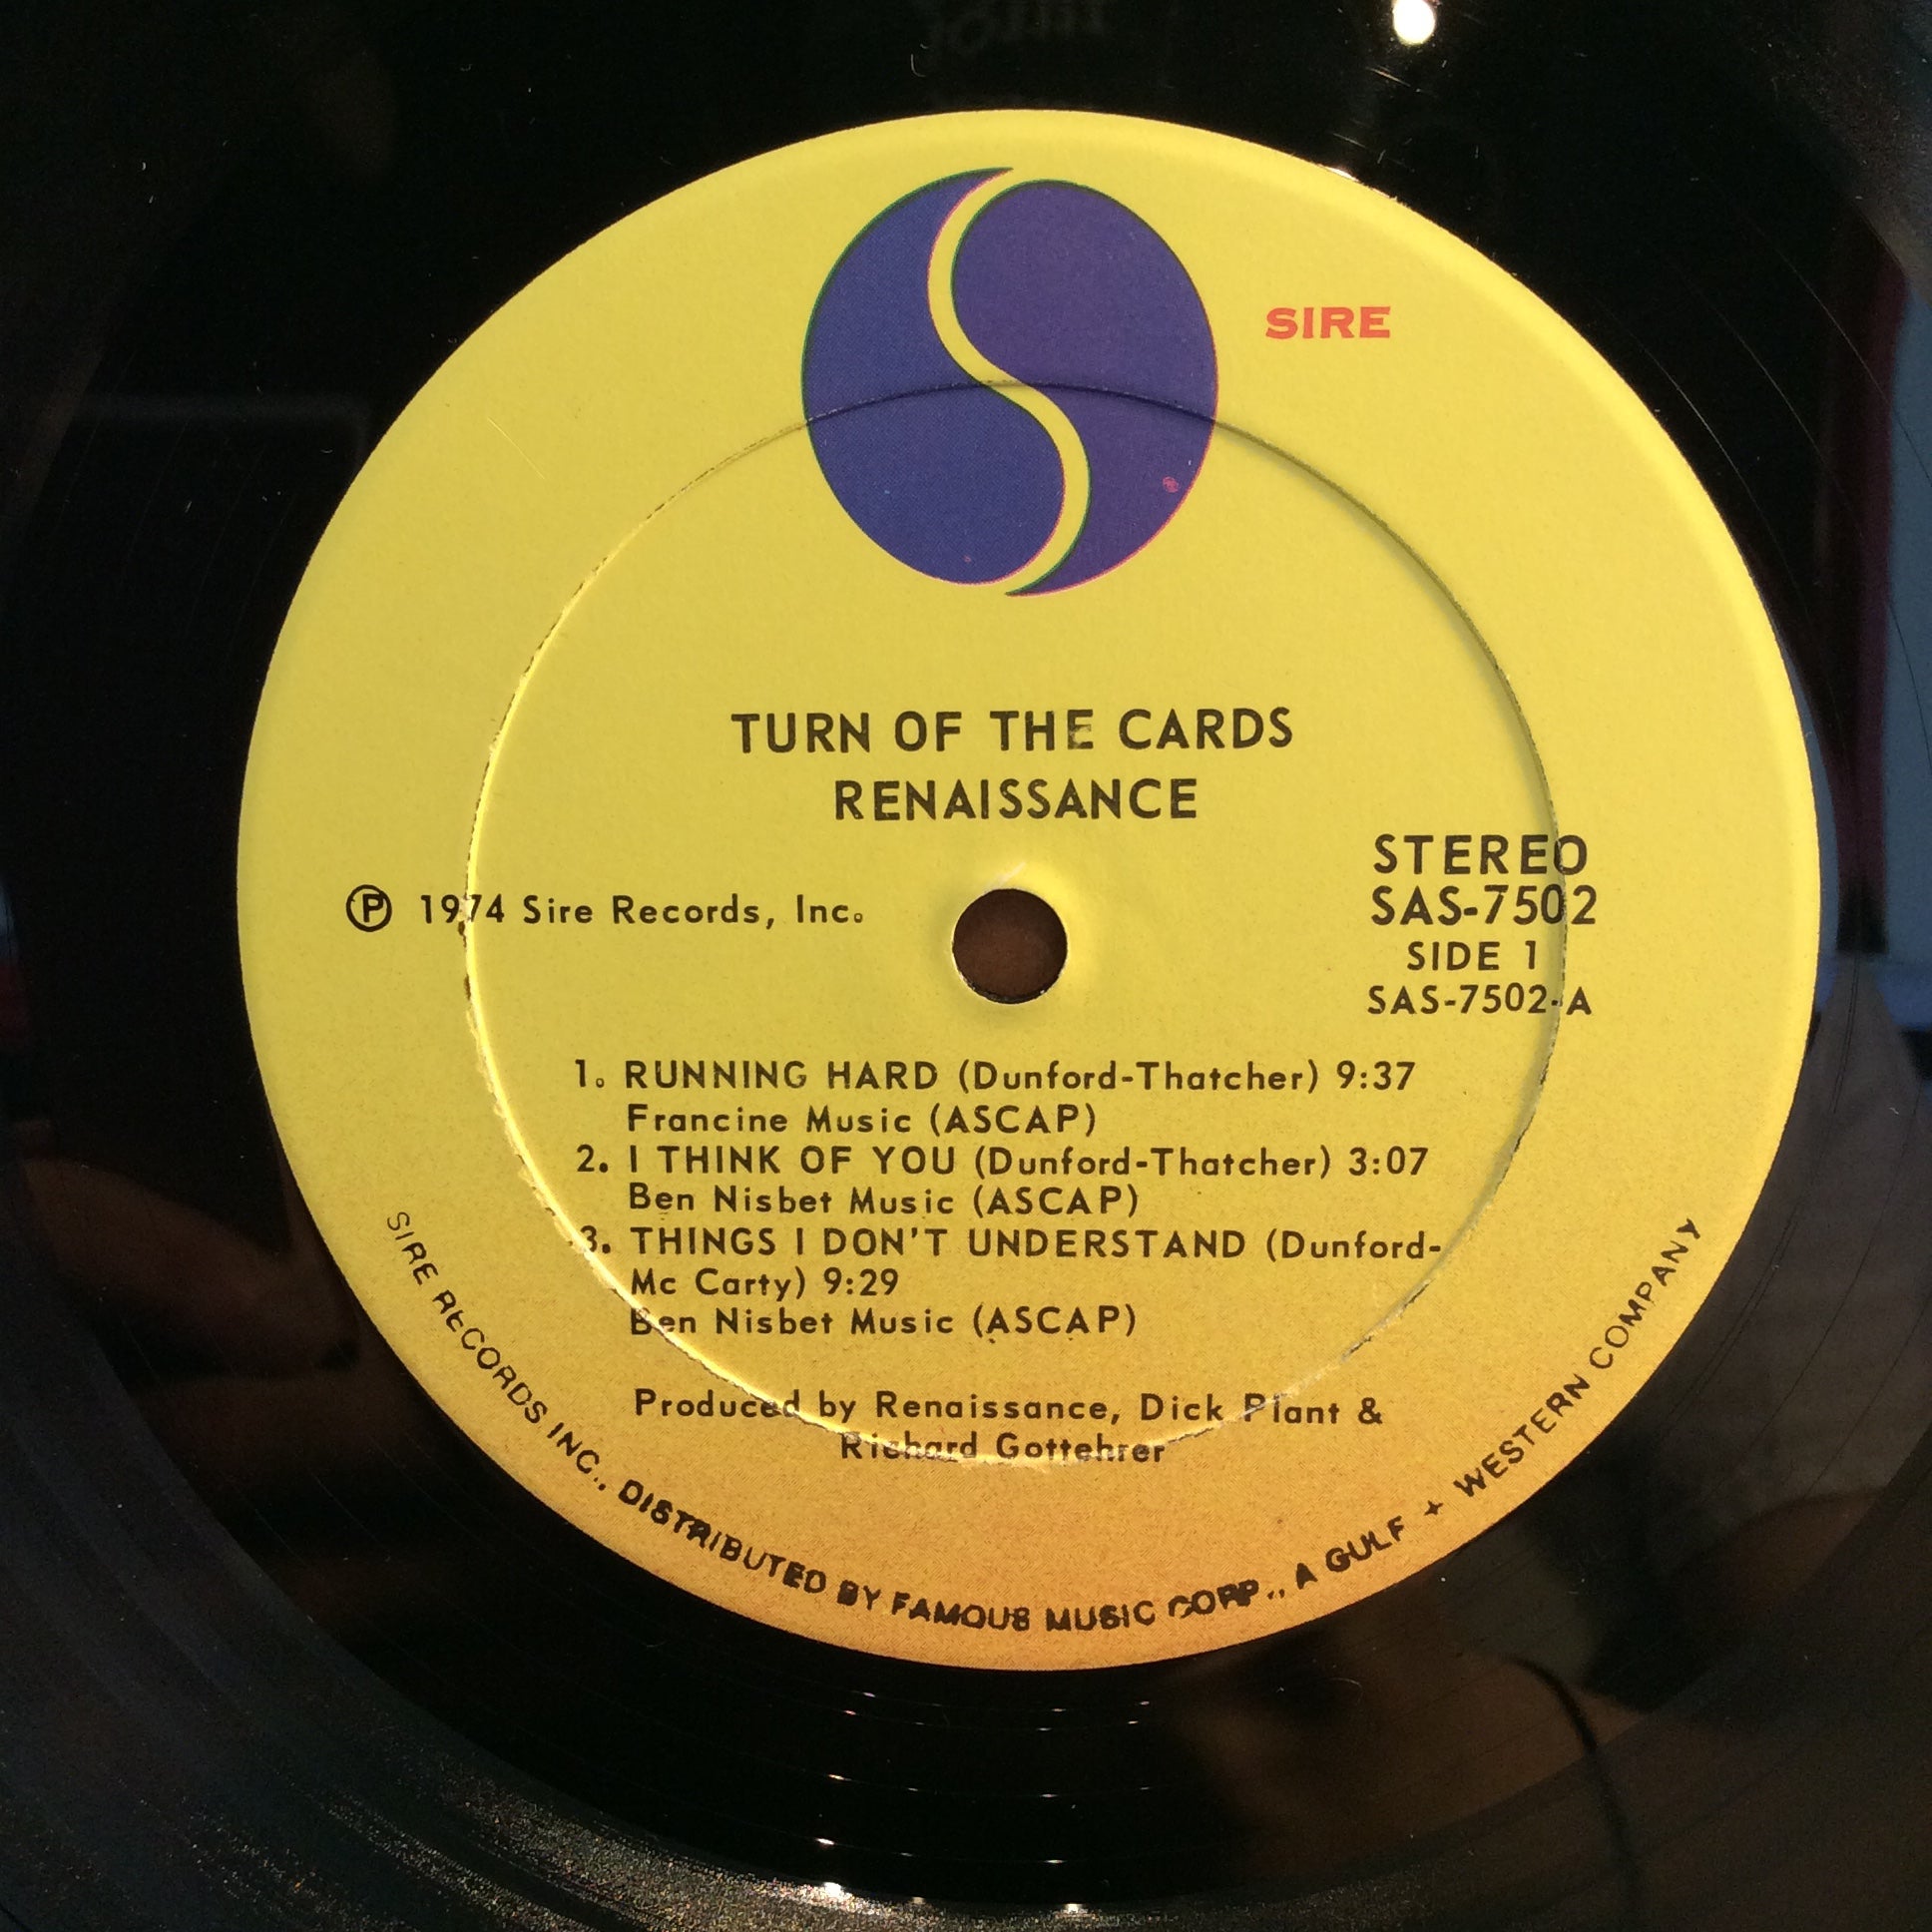 SIRE
TURN OF THE CARDS
RENAISSANCE
STEREO
SAS-7502
SIDE 1
SAS-7502-A
Ⓟ 1974 Sire Records, Inc.
1. RUNNING HARD (Dunford-Thatcher) 9:37
Francine Music (ASCAP)
2. I THINK OF YOU (Dunford-Thatcher) 3:07
Ben Nisbet Music (ASCAP)
3. THINGS I DON'T UNDERSTAND (Dunford-
Mc Carty) 9:29
Ben Nisbet Music (ASCAP)
Produced by Renaissance, Dick Plant &
Richard Gottehrer
SIRE RECORDS INC., DISTRIBUTED BY FAMOUS MUSIC CORP., A GULF + WESTERN COMPANY